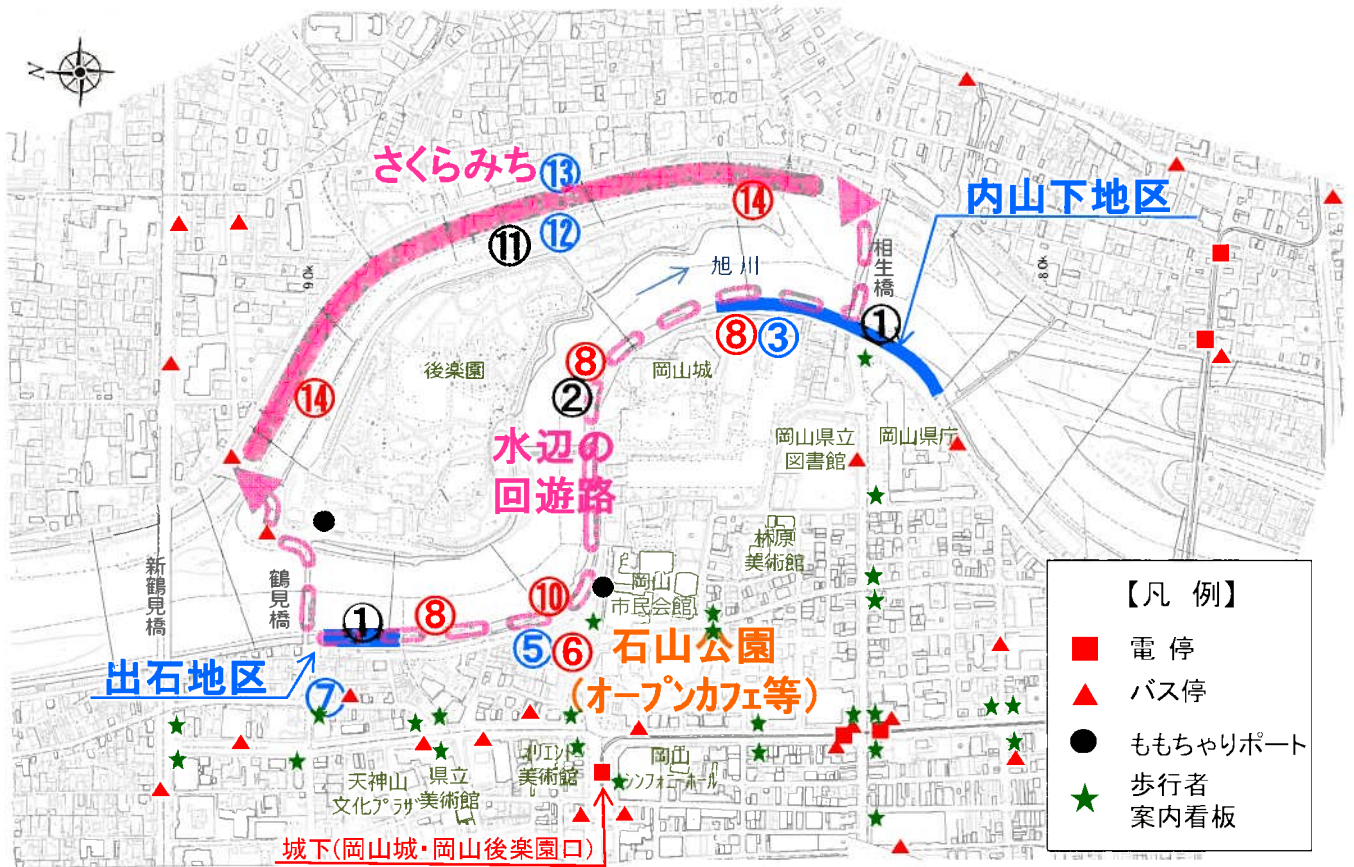 N
さくらみち
⑬
⑫
⑪
⑭
内山下地区
旭川
相生橋
9.0k
8.0k
①
⑧
③
⑧
②
後楽園
岡山城
⑭
水辺の
回遊路
岡山県立
図書館
岡山県庁
林原
美術館
岡山
市民会館
新鶴見橋
鶴見橋
①
⑧
⑩
⑤
⑥
石山公園
(オープンカフェ等)
出石地区
⑦
天神山
文化プラザ
県立
美術館
オリエント
美術館
岡山
シンフォニーホール
城下(岡山城・岡山後楽園口)
【凡 例】
電 停
バス停
ももちゃりポート
歩行者
案内看板